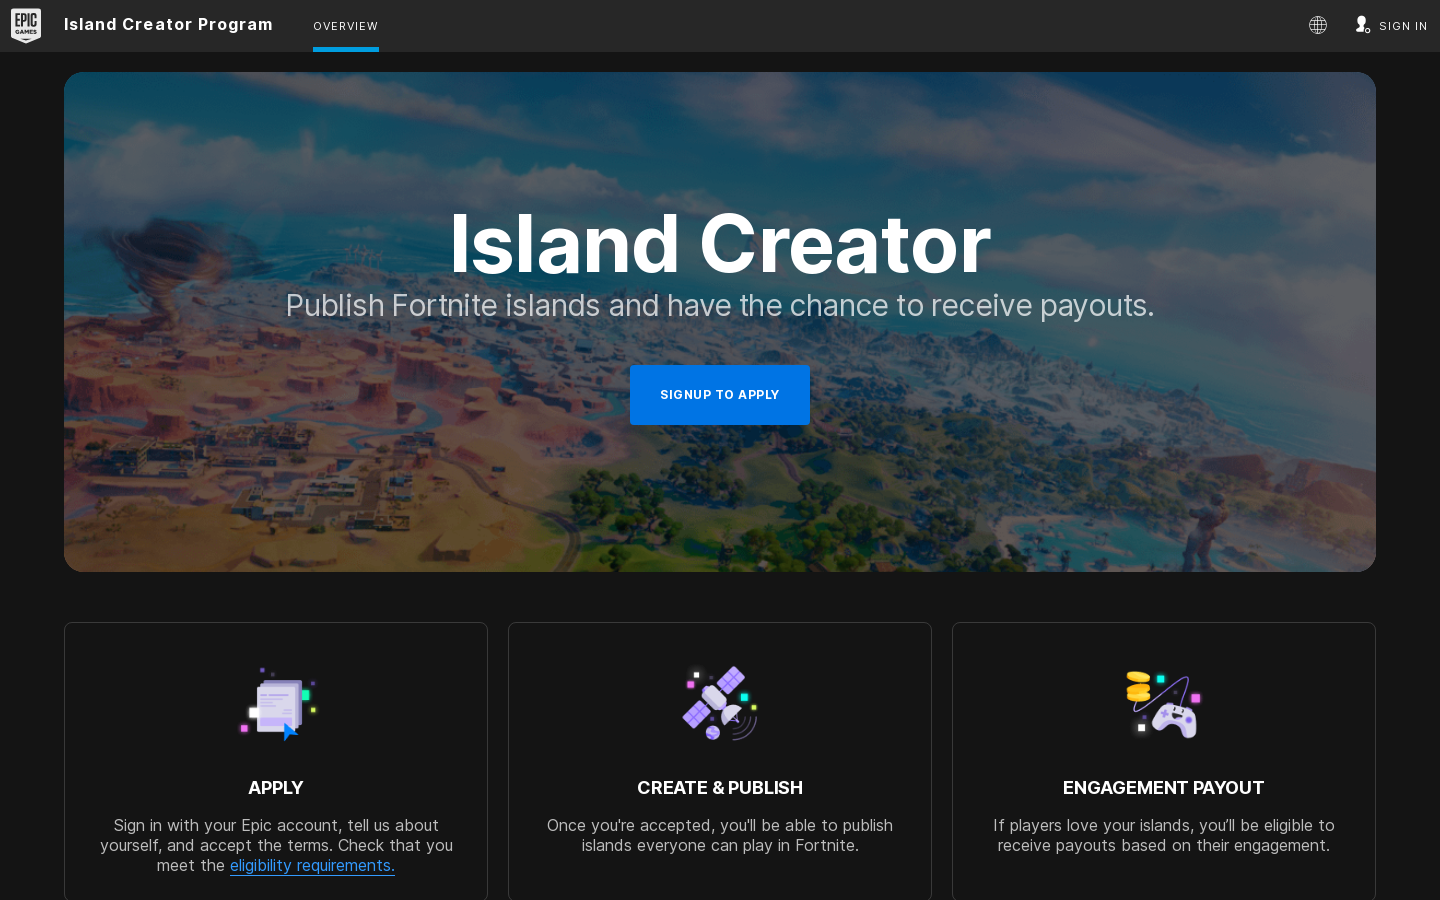 EPIC
GAMES
Island Creator Program
OVERVIEW
SIGN IN
Island Creator
Publish Fortnite islands and have the chance to receive payouts.
SIGNUP TO APPLY
APPLY
Sign in with your Epic account, tell us about
yourself, and accept the terms. Check that you
meet the eligibility requirements.
CREATE & PUBLISH
Once you're accepted, you'll be able to publish
islands everyone can play in Fortnite.
ENGAGEMENT PAYOUT
If players love your islands, you’ll be eligible to
receive payouts based on their engagement.